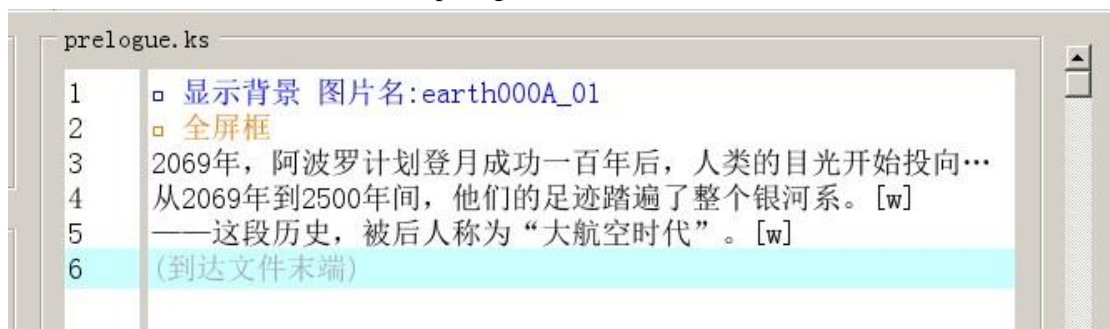 prelogue.ks
1 显示背景 图片名:earth000A_01
2 全屏框
3 2069年，阿波罗计划登月成功一百年后，人类的目光开始投向…
4 从2069年到2500年间，他们的足迹踏遍了整个银河系。[w]
5 ——这段历史，被后人称为“大航空时代”。[w]
6 (到达文件末端)